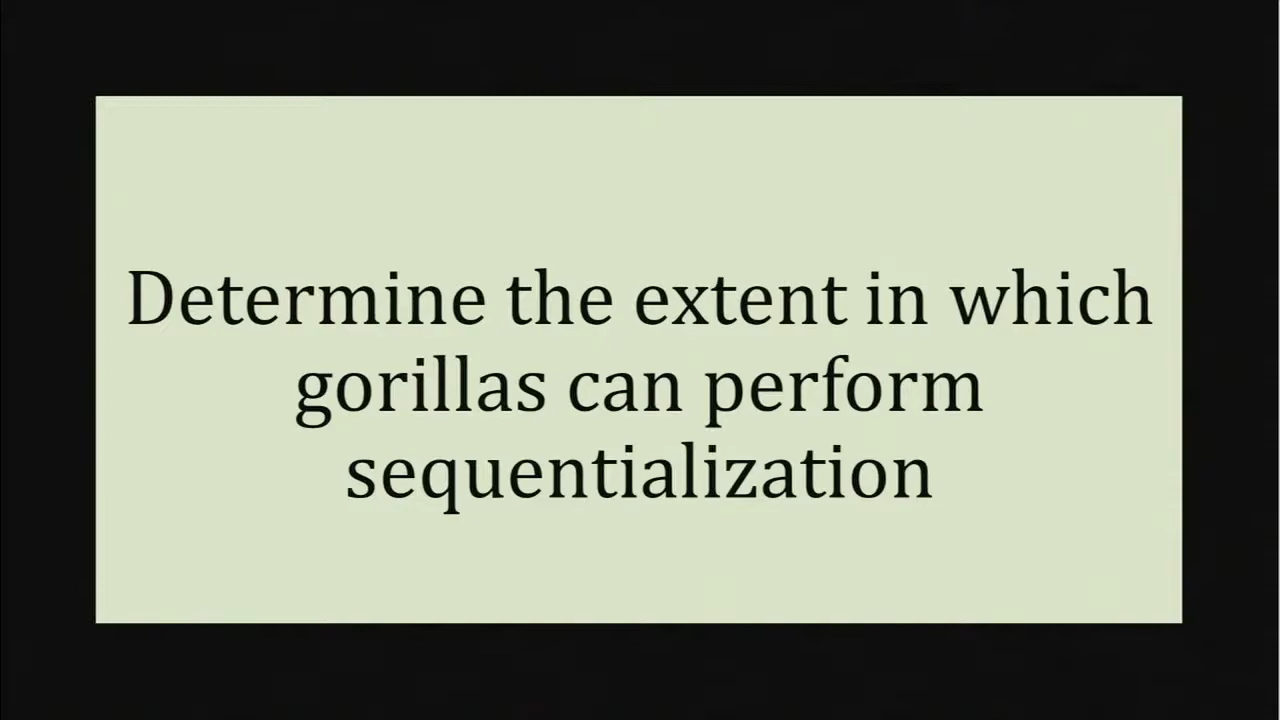 Determine the extent in which
gorillas can perform
sequentialization